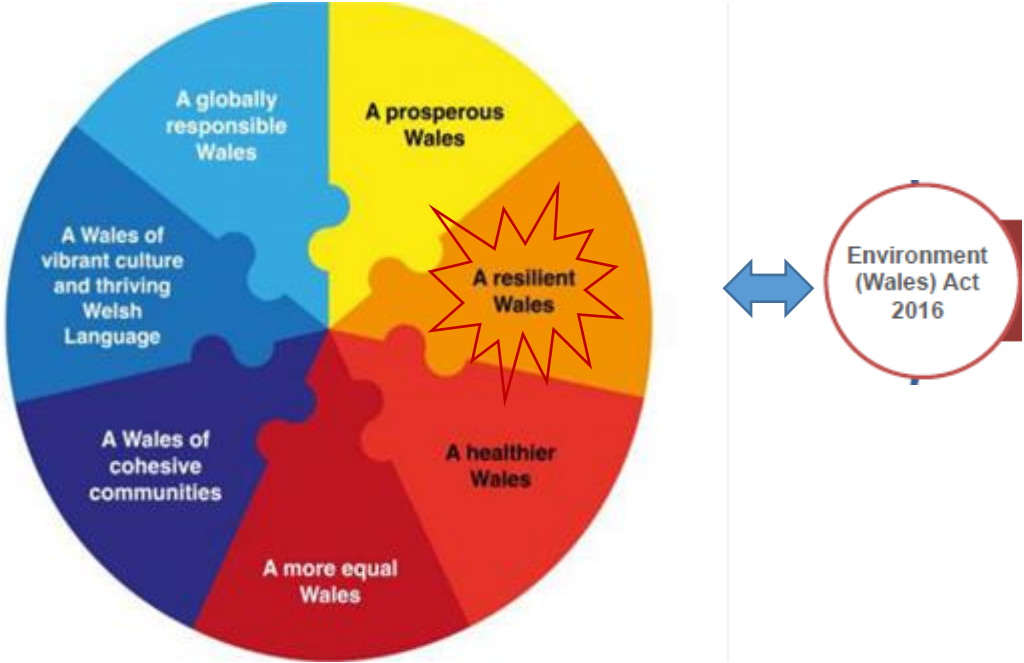 A globally
responsible
Wales
A prosperous
Wales
A resilient
Wales
A healthier
Wales
A more equal
Wales
A Wales of
cohesive
communities
A Wales of
vibrant culture
and thriving
Welsh
Language
Environment
(Wales) Act
2016